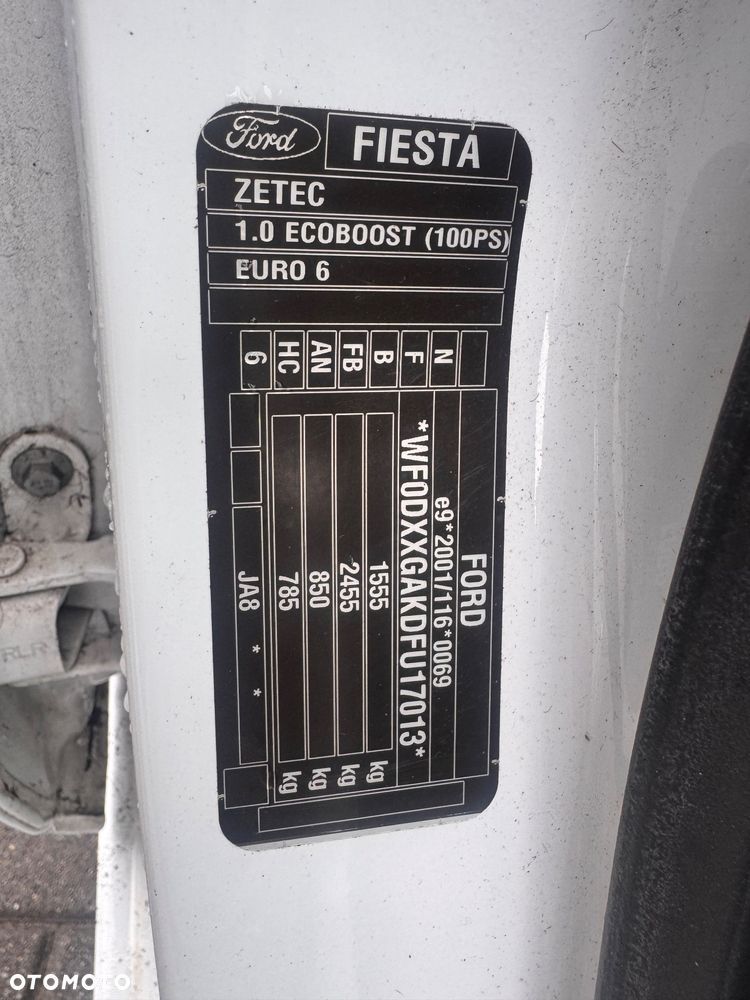 Ford
FIESTA
ZETEC
1.0 ECOBOOST (100PS)
EURO 6
N
F
B
FB
AN
HC
6
FORD
e9*2001/116*0069
*WF0DXXGAKDFU17013*
1555 kg
2455 kg
850 kg
785 kg
JA8 * *
RLR
OTOMOTO